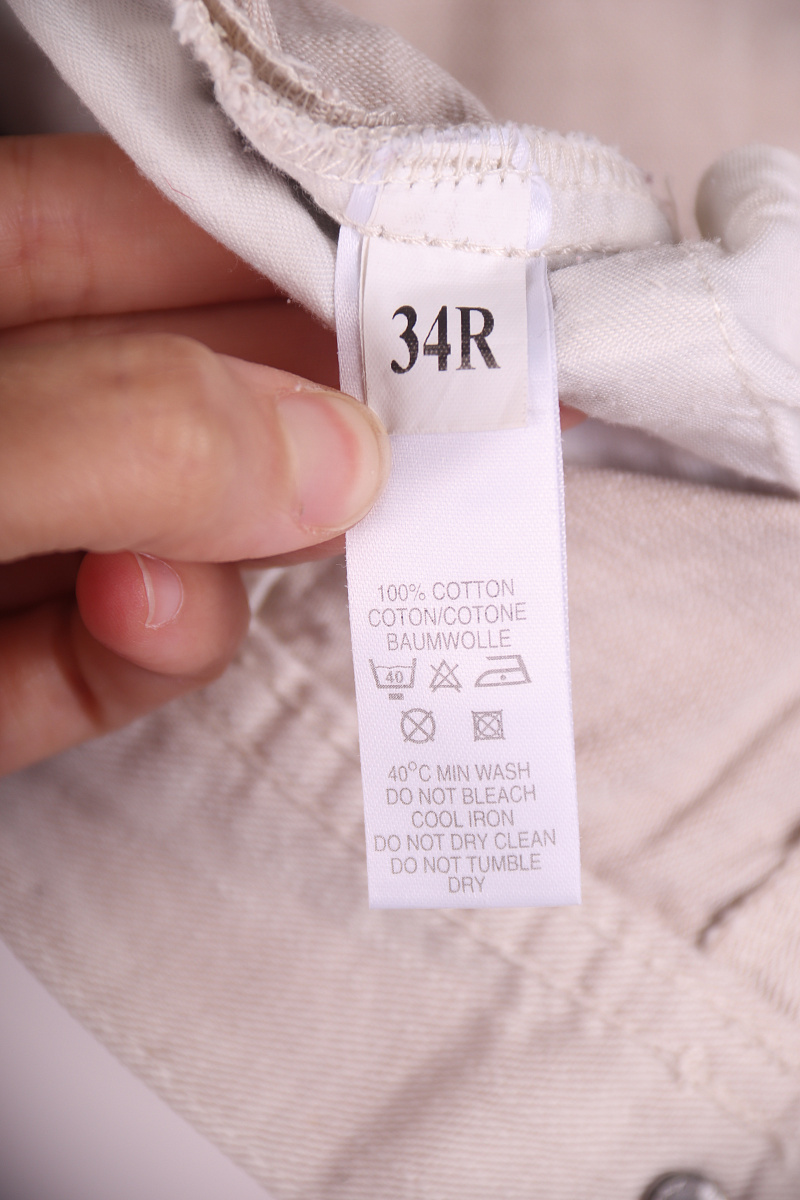 34R
100% COTTON
COTON/COTONE
BAUMWOLLE
40
40°C MIN WASH
DO NOT BLEACH
COOL IRON
DO NOT DRY CLEAN
DO NOT TUMBLE
DRY